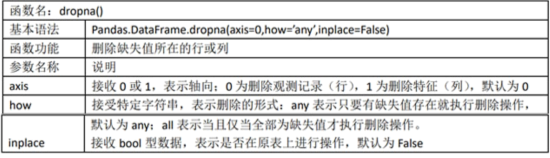 函数名：dropna()
基本语法 Pandas.DataFrame.dropna(axis=0,how='any',inplace=False)
函数功能 删除缺失值所在的行或列
参数名称 说明
axis 接收 0 或 1，表示轴向；0 为删除观测记录（行），1 为删除特征（列），默认为 0
how 接受特定字符串，表示删除的形式：any 表示只要有缺失值存在就执行删除操作，
默认为 any；all 表示当且仅当全部为缺失值才执行删除操作。
inplace 接收 bool 型数据，表示是否在原表上进行操作，默认为 False